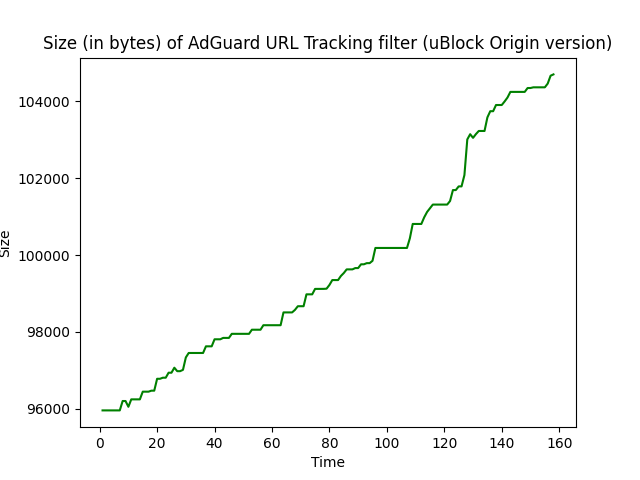 Size (in bytes) of AdGuard URL Tracking filter (uBlock Origin version)
104000
102000
100000
98000
96000
Size
0 20 40 60 80 100 120 140 160
Time